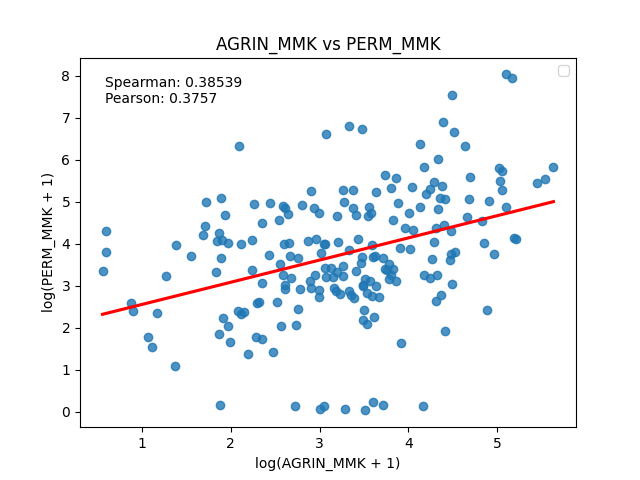 AGRIN_MMK vs PERM_MMK
Spearman: 0.38539
Pearson: 0.3757
log(PERM_MMK + 1)
8
7
6
5
4
3
2
1
0
1
2
3
4
5
log(AGRIN_MMK + 1)